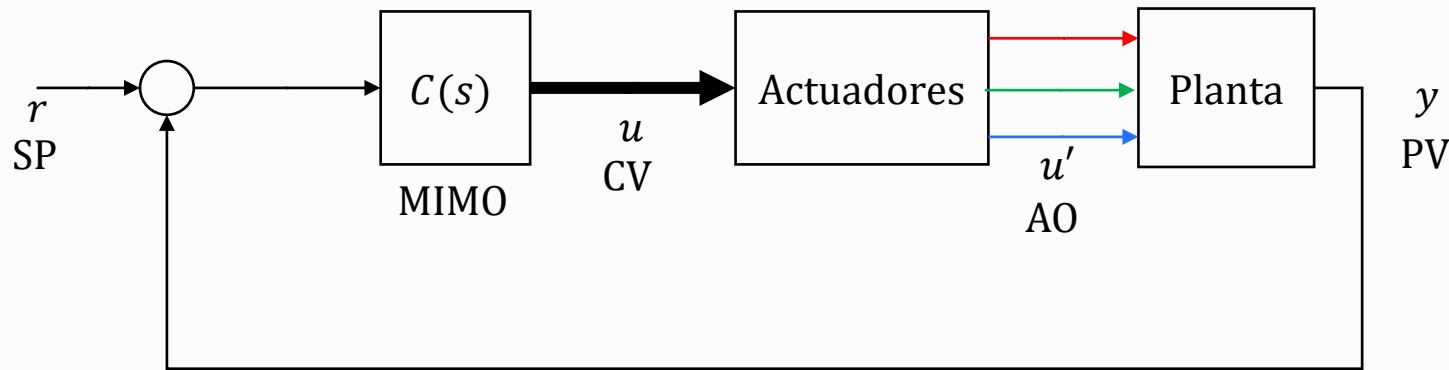 r
SP
C(s)
MIMO
u
CV
Actuadores
u′
AO
Planta
y
PV